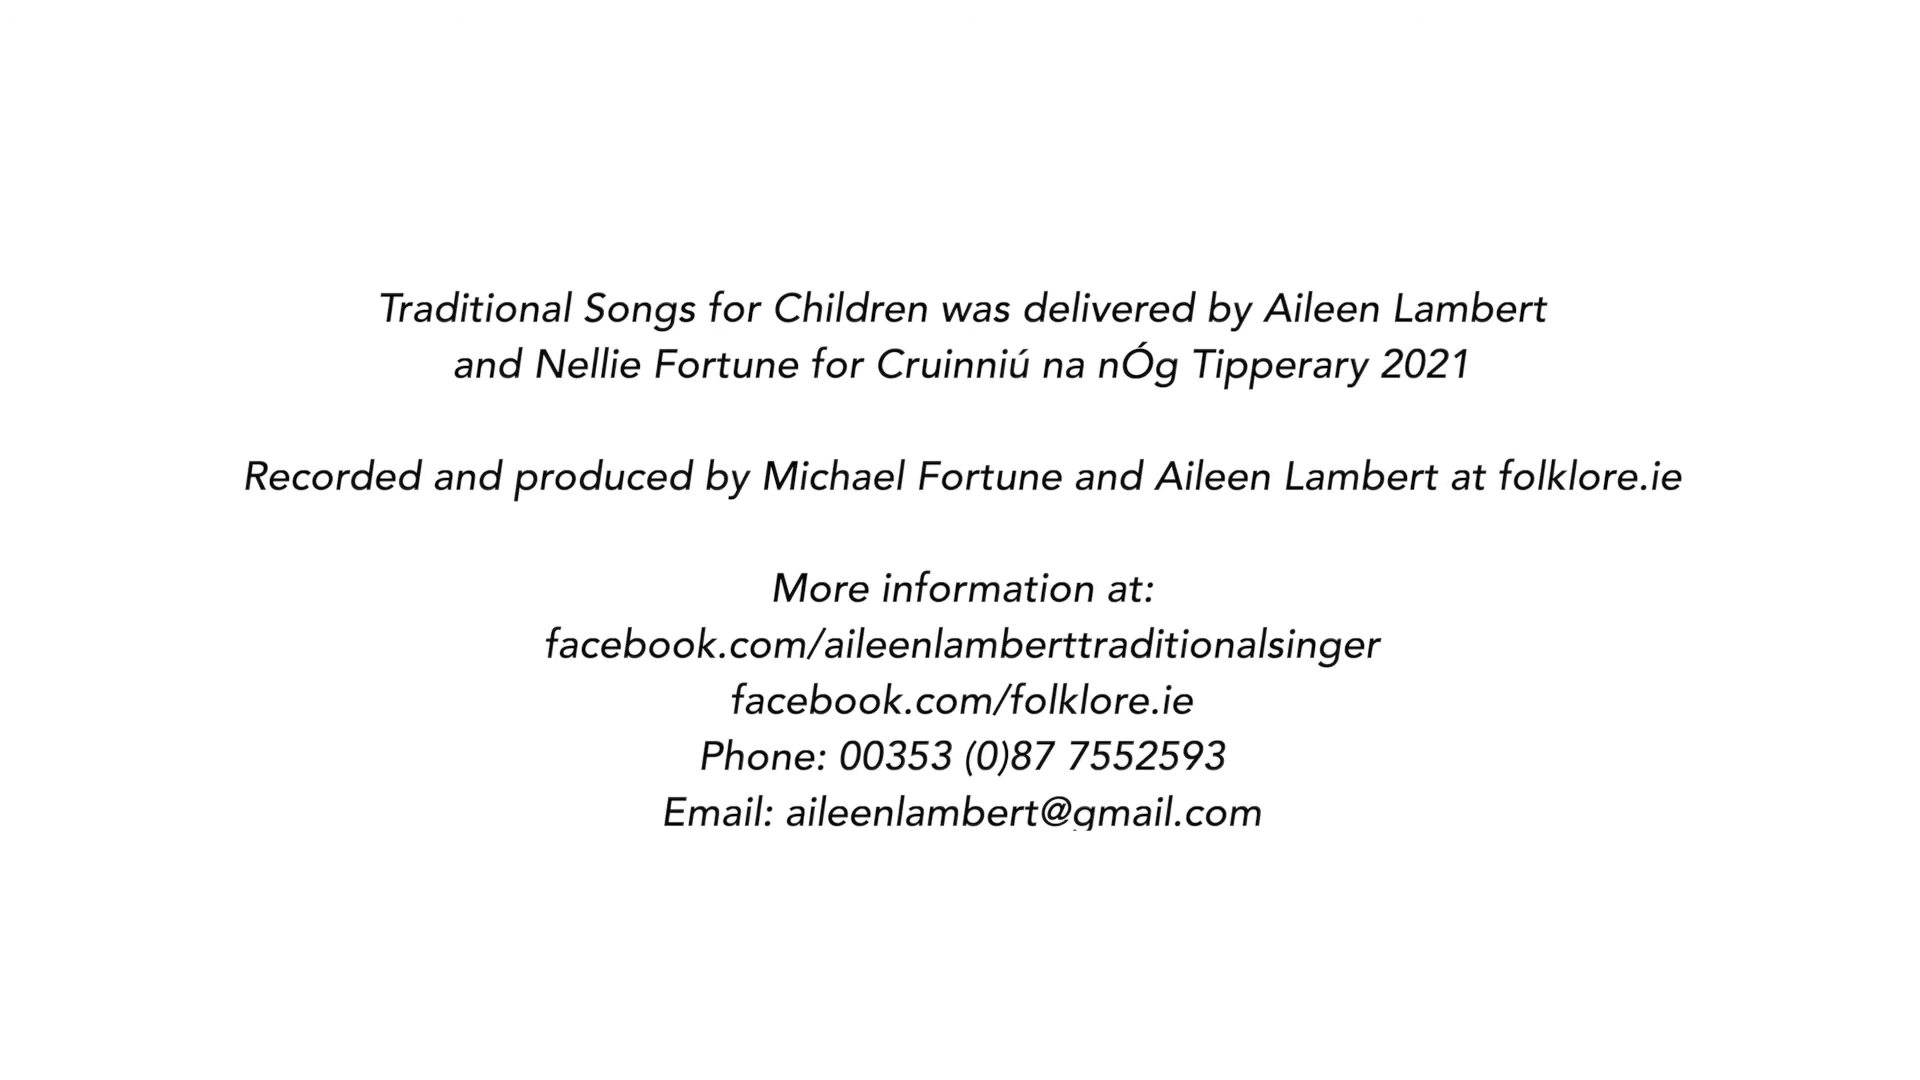 Traditional Songs for Children was delivered by Aileen Lambert
and Nellie Fortune for Cruinniú na nÓg Tipperary 2021
Recorded and produced by Michael Fortune and Aileen Lambert at folklore.ie
More information at:
facebook.com/aileenlamberttraditionalsinger
facebook.com/folklore.ie
Phone: 00353 (0)87 7552593
Email: aileenlambert@gmail.com